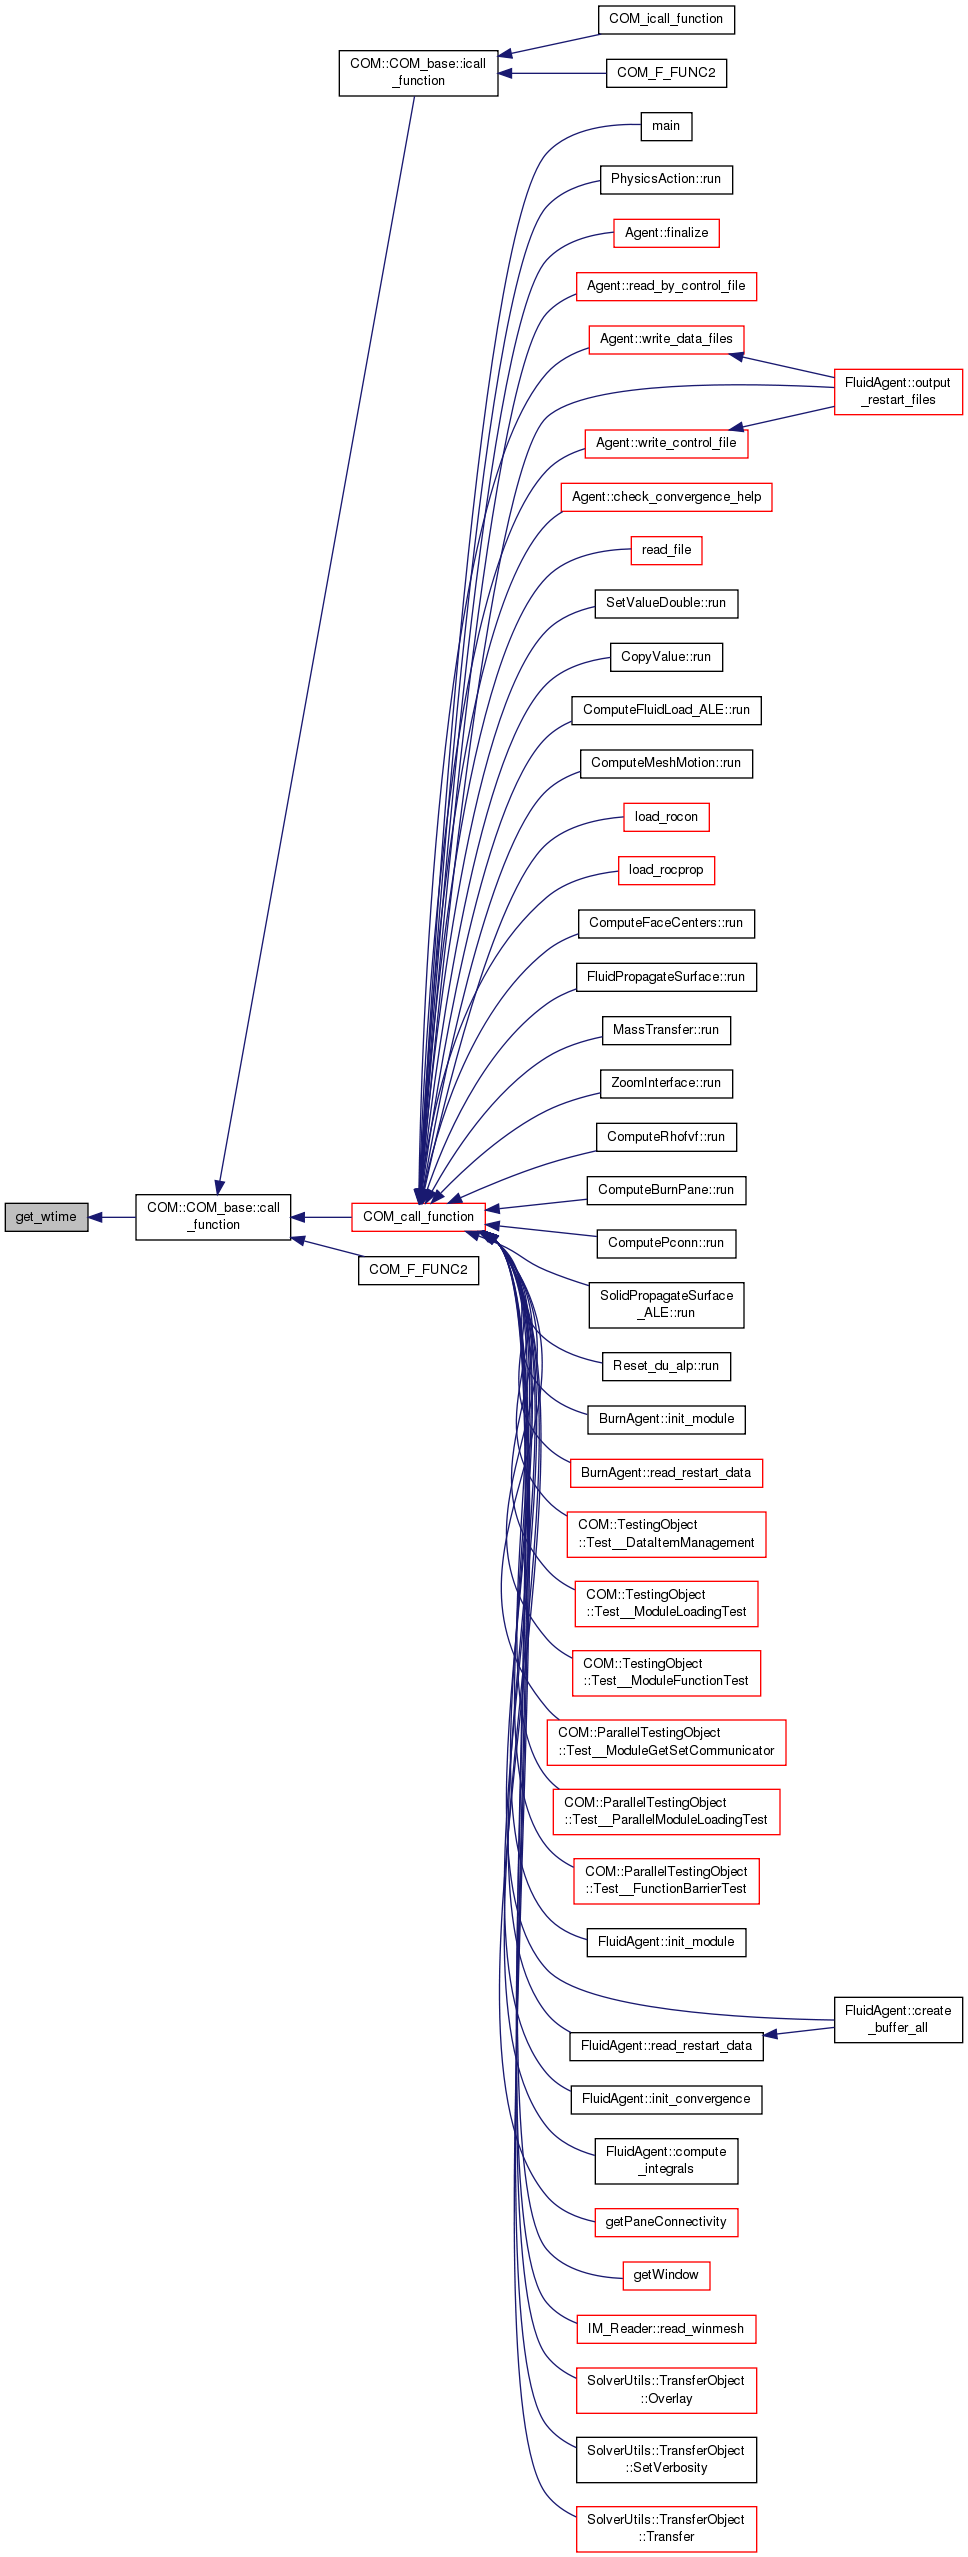 COM_icall_function
COM::COM_base::icall
_function
COM_F_FUNC2
main
PhysicsAction::run
Agent::finalize
Agent::read_by_control_file
Agent::write_data_files
FluidAgent::output
_restart_files
Agent::write_control_file
Agent::check_convergence_help
read_file
SetValueDouble::run
CopyValue::run
ComputeFluidLoad_ALE::run
ComputeMeshMotion::run
load_rocon
load_rocprop
ComputeFaceCenters::run
FluidPropagateSurface::run
MassTransfer::run
ZoomInterface::run
ComputeRhofvf::run
ComputeBurnPane::run
get_wtime
COM::COM_base::call
_function
COM_call_function
ComputePconn::run
COM_F_FUNC2
SolidPropagateSurface
_ALE::run
Reset_du_alp::run
BurnAgent::init_module
BurnAgent::read_restart_data
COM::TestingObject
::Test__DataItemManagement
COM::TestingObject
::Test__ModuleLoadingTest
COM::TestingObject
::Test__ModuleFunctionTest
COM::ParallelTestingObject
::Test__ModuleGetSetCommunicator
COM::ParallelTestingObject
::Test__ParallelModuleLoadingTest
COM::ParallelTestingObject
::Test__FunctionBarrierTest
FluidAgent::init_module
FluidAgent::create
_buffer_all
FluidAgent::read_restart_data
FluidAgent::init_convergence
FluidAgent::compute
_integrals
getPaneConnectivity
getWindow
IM_Reader::read_winmesh
SolverUtils::TransferObject
::Overlay
SolverUtils::TransferObject
::SetVerbosity
SolverUtils::TransferObject
::Transfer